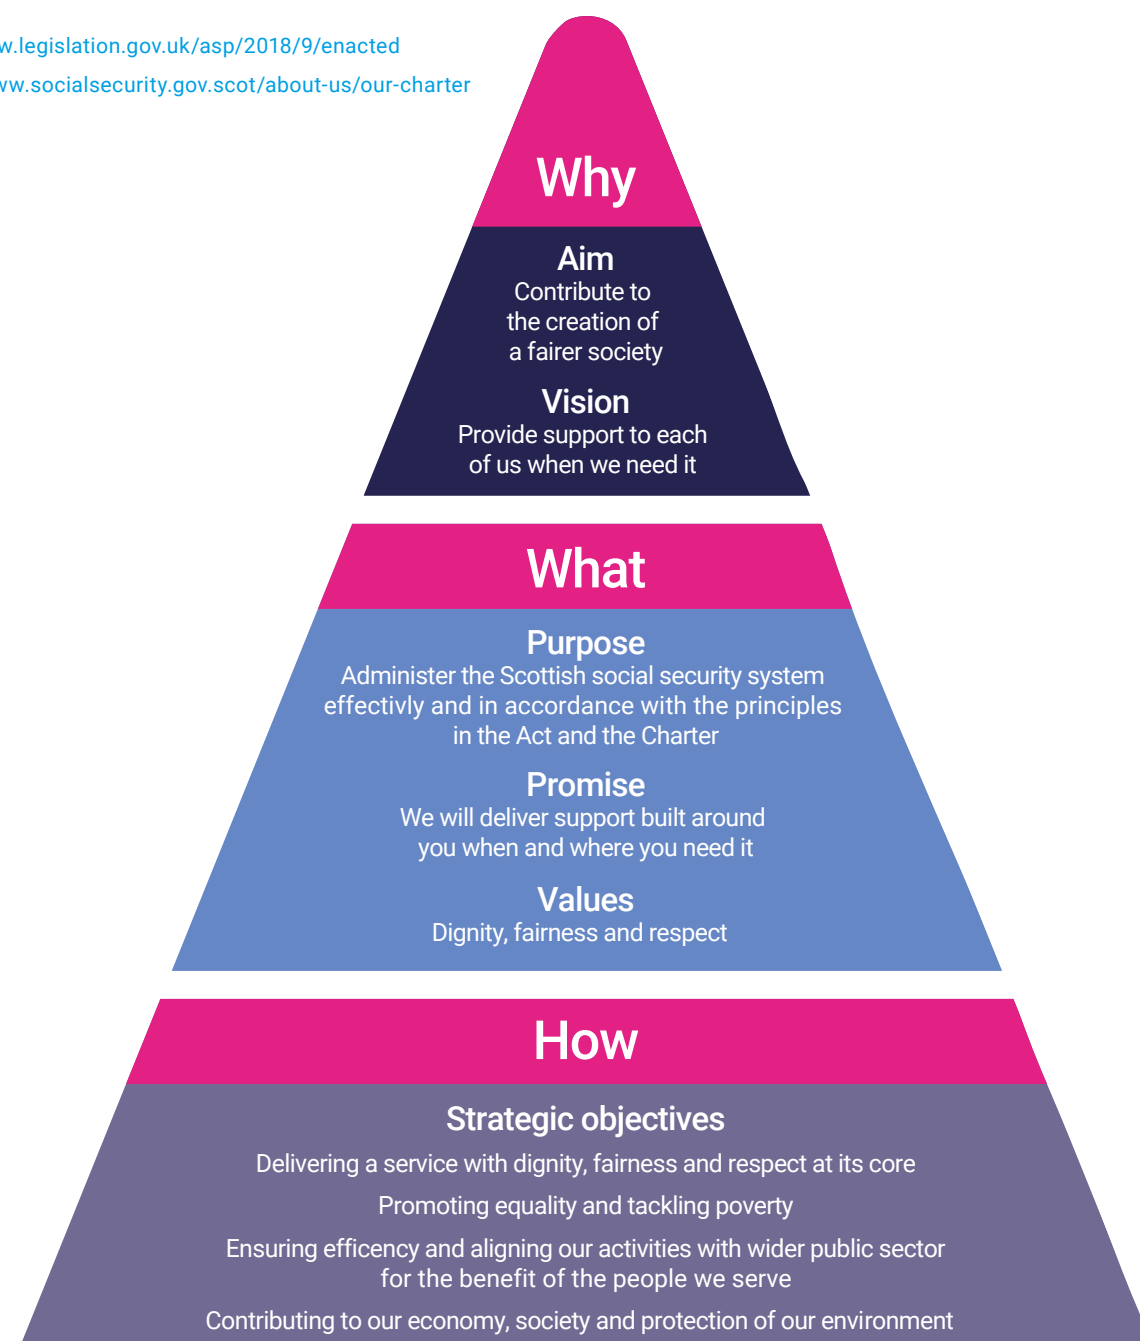 w.legislation.gov.uk/asp/2018/9/enacted
ww.socialsecurity.gov.scot/about-us/our-charter
Why
Aim
Contribute to
the creation of
a fairer society
Vision
Provide support to each
of us when we need it
What
Purpose
Administer the Scottish social security system
effectivly and in accordance with the principles
in the Act and the Charter
Promise
We will deliver support built around
you when and where you need it
Values
Dignity, fairness and respect
How
Strategic objectives
Delivering a service with dignity, fairness and respect at its core
Promoting equality and tackling poverty
Ensuring efficency and aligning our activities with wider public sector
for the benefit of the people we serve
Contributing to our economy, society and protection of our environment